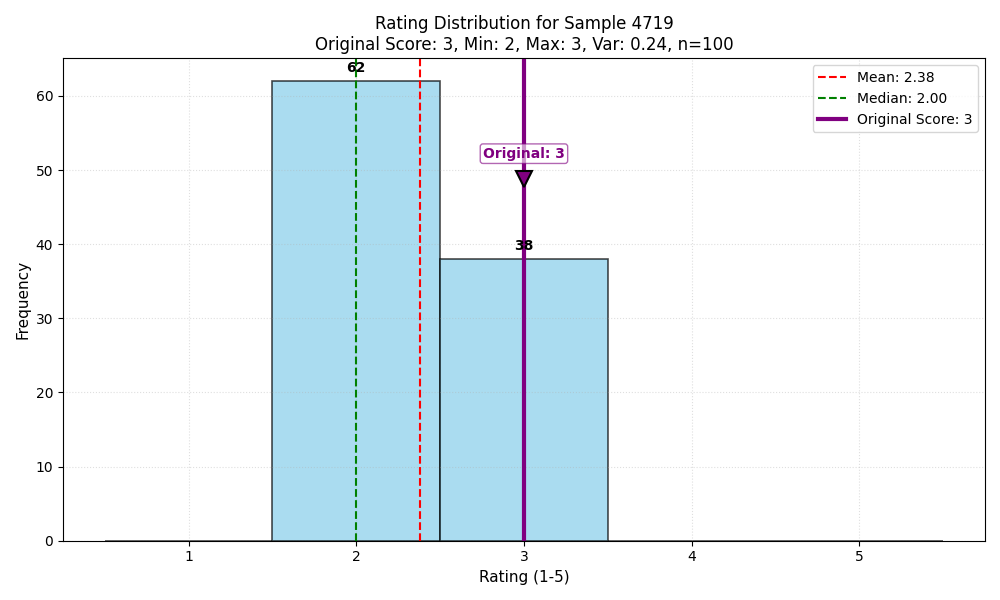 Rating Distribution for Sample 4719
Original Score: 3, Min: 2, Max: 3, Var: 0.24, n=100
Mean: 2.38
Median: 2.00
Original Score: 3
62
Original: 3
38
Frequency
60
50
40
30
20
10
0
1 2 3 4 5
Rating (1-5)